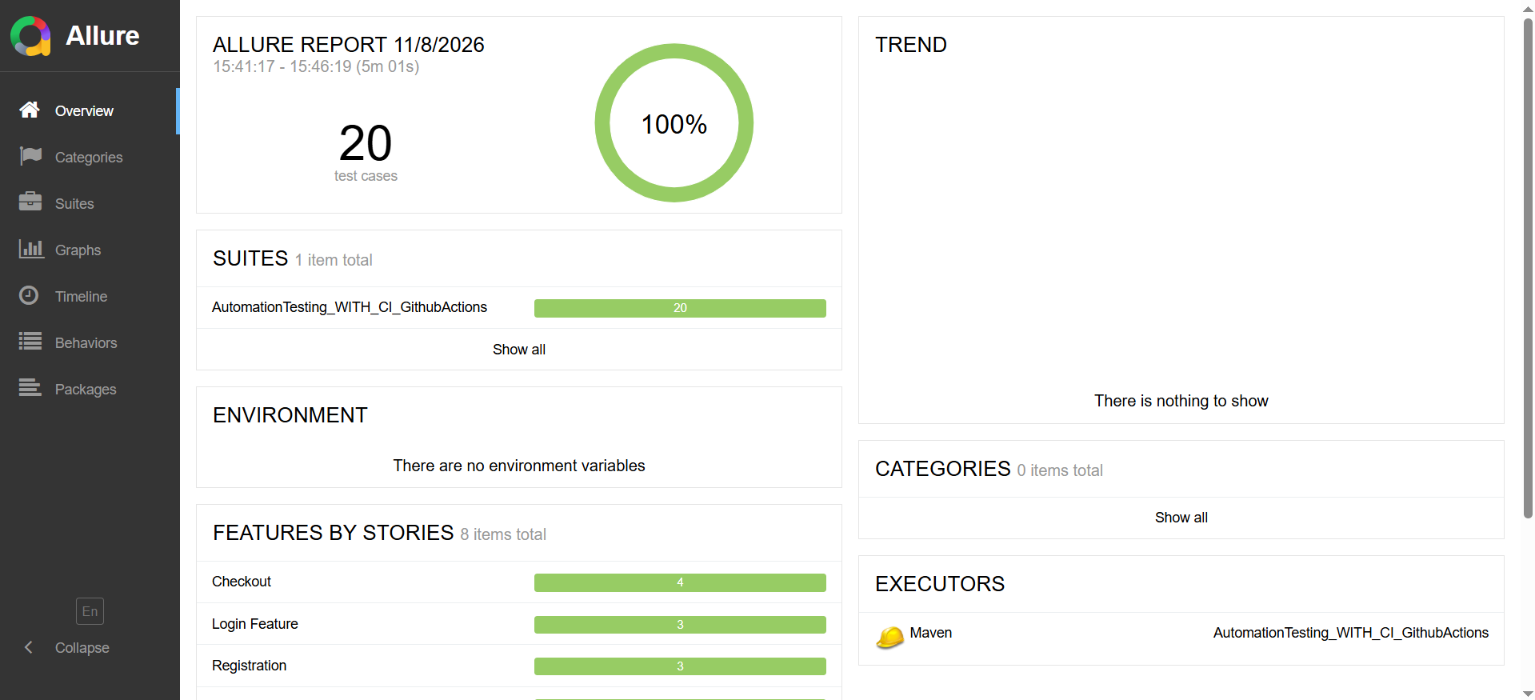 Allure
Overview
Categories
Suites
Graphs
Timeline
Behaviors
Packages
En
Collapse
ALLURE REPORT 11/8/2026
15:41:17 - 15:46:19 (5m 01s)
20
test cases
100%
SUITES 1 item total
AutomationTesting_WITH_CI_GithubActions 20
Show all
ENVIRONMENT
There are no environment variables
FEATURES BY STORIES 8 items total
Checkout 4
Login Feature 3
Registration 3
TREND
There is nothing to show
CATEGORIES 0 items total
Show all
EXECUTORS
Maven AutomationTesting_WITH_CI_GithubActions